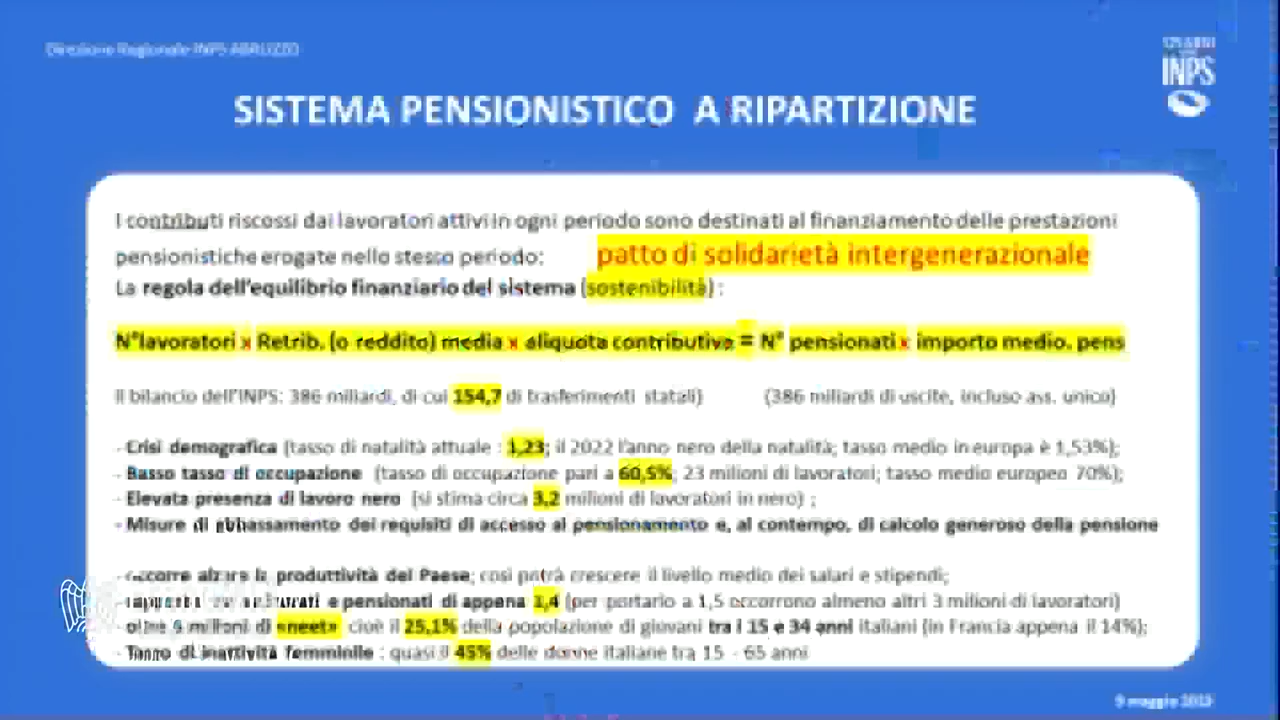 Direzione Regionale INPS ABRUZZO
INPS
SISTEMA PENSIONISTICO A RIPARTIZIONE
I contributi riscossi dai lavoratori attivi in ogni periodo sono destinati al finanziamento delle prestazioni
pensionistiche erogate nello stesso periodo: patto di solidarietà intergenerazionale
La regola dell'equilibrio finanziario del sistema (sostenibilità) :
N°lavoratori x Retrib. (o reddito) media x aliquota contributiva = N° pensionati x importo medio. pens
Il bilancio dell'INPS: 386 miliardi, di cui 154,7 di trasferimenti statali) (386 miliardi di uscite, incluso ass. unico)
- Crisi demografica (tasso di natalità attuale : 1,23; il 2022 l'anno nero della natalità; tasso medio in europa è 1,53%);
- Basso tasso di occupazione (tasso di occupazione pari a 60,5%; 23 milioni di lavoratori; tasso medio europeo 70%);
- Elevata presenza di lavoro nero (si stima circa 3,2 milioni di lavoratori in nero) ;
- Misure di abbassamento dei requisiti di accesso al pensionamento e, al contempo, di calcolo generoso della pensione
- occorre alzare la produttività del Paese; così potrà crescere il livello medio dei salari e stipendi;
- rapporto tra e pensionati di appena 1,4 (per portarlo a 1,5 occorrono almeno altri 3 milioni di lavoratori)
- oltre milioni di «neet» cioè il 25,1% della popolazione di giovani tra i 15 e 34 anni italiani (in Francia appena il 14%);
- Tasso di inattività femminile : quasi il 45% delle donne italiane tra 15 - 65 anni
9 maggio